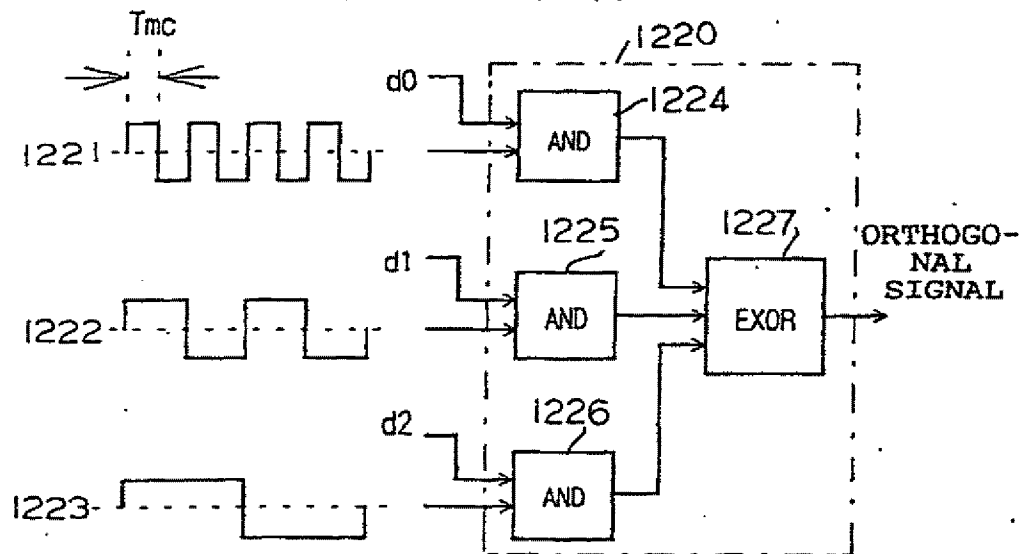 Tmc
1220
d0
1224
AND
1221
1225
1227
ORTHOGO-
NAL
SIGNAL
d1
AND
EXOR
1222
1226
d2
AND
1223